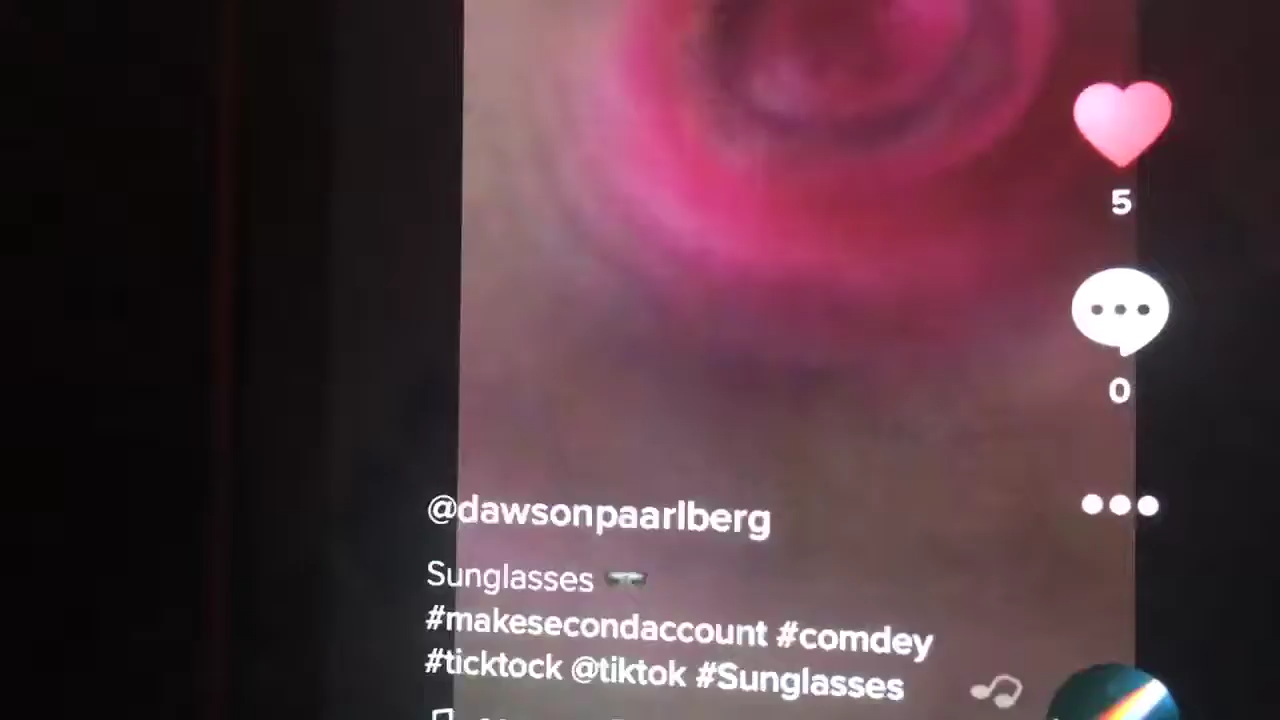 5
0
@dawsonpaarlberg
Sunglasses 🕶️
#makesecondaccount #comdey
#ticktock @tiktok #Sunglasses